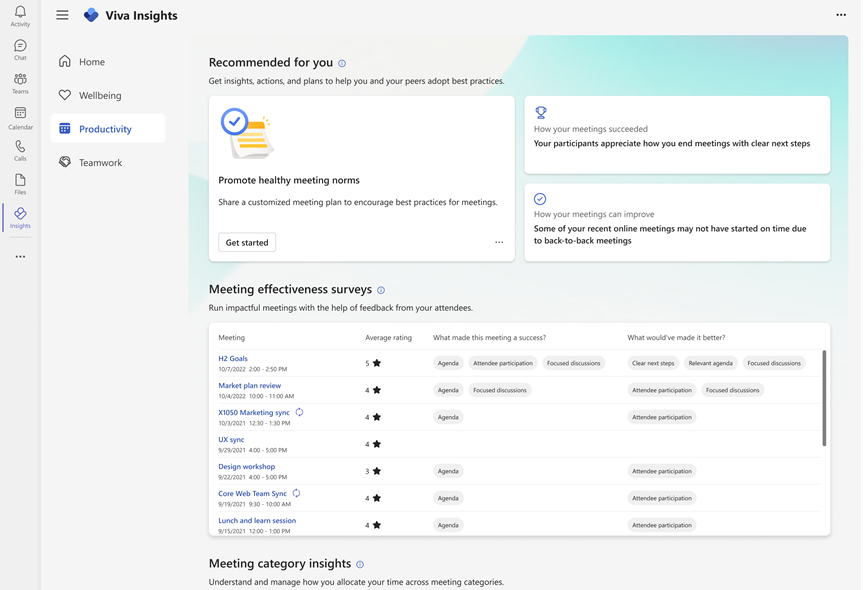 Activity
Chat
Teams
Calendar
Calls
Files
Insights
Viva Insights
Home
Wellbeing
Productivity
Teamwork
Recommended for you
Get insights, actions, and plans to help you and your peers adopt best practices.
Promote healthy meeting norms
Share a customized meeting plan to encourage best practices for meetings.
Get started
How your meetings succeeded
Your participants appreciate how you end meetings with clear next steps
How your meetings can improve
Some of your recent online meetings may not have started on time due
to back-to-back meetings
Meeting effectiveness surveys
Run impactful meetings with the help of feedback from your attendees.
Meeting Average rating What made this meeting a success? What would've made it better?
H2 Goals
10/7/2022 2:00 - 2:50 PM
5 Agenda Attendee participation Focused discussions Clear next steps Relevant agenda Focused discussions
Market plan review
10/4/2022 10:00 - 11:00 AM
4 Agenda Focused discussions Attendee participation Focused discussions
X1050 Marketing sync
10/3/2021 12:30 - 1:30 PM
4 Agenda Attendee participation
UX sync
9/29/2021 4:00 - 5:00 PM
4
Design workshop
9/22/2021 4:00 - 5:00 PM
3 Agenda Attendee participation
Core Web Team Sync
9/19/2021 9:30 - 10:00 AM
4 Agenda Attendee participation
Lunch and learn session
9/15/2021 12:00 - 1:00 PM
4 Agenda Attendee participation
Meeting category insights
Understand and manage how you allocate your time across meeting categories.